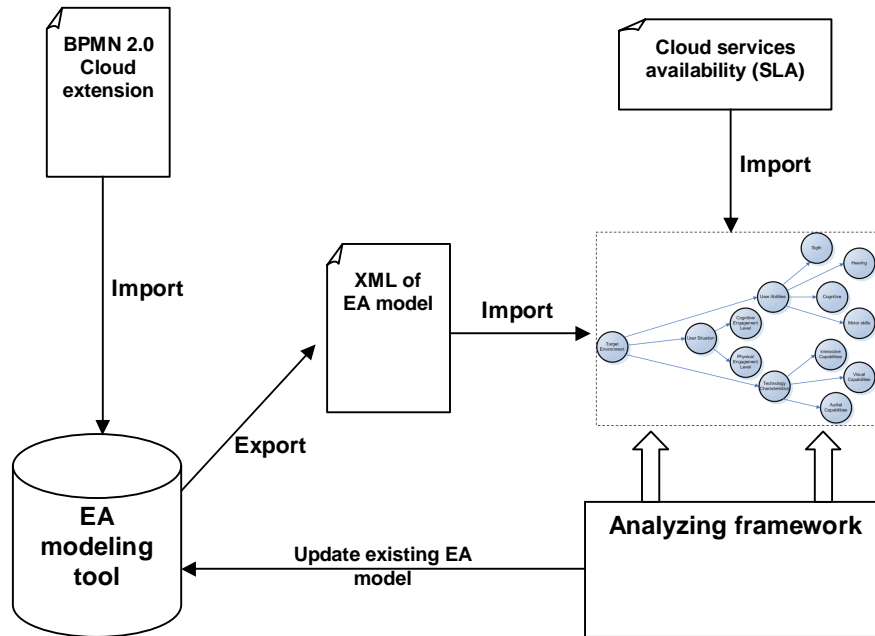 BPMN 2.0
Cloud
extension
Cloud services
availability (SLA)
Import
Import
XML of
EA model
Import
Export
Sight
Hearing
User Abilities
Cognitive
Motor skills
Cognitive
Engagement
Level
User Situation
Target
Environment
Physical
Engagement
Level
Interactive
Capabilities
Technology
Characteristics
Visual
Capabilities
Aurital
Capabilities
EA
modeling
tool
Analyzing framework
Update existing EA
model